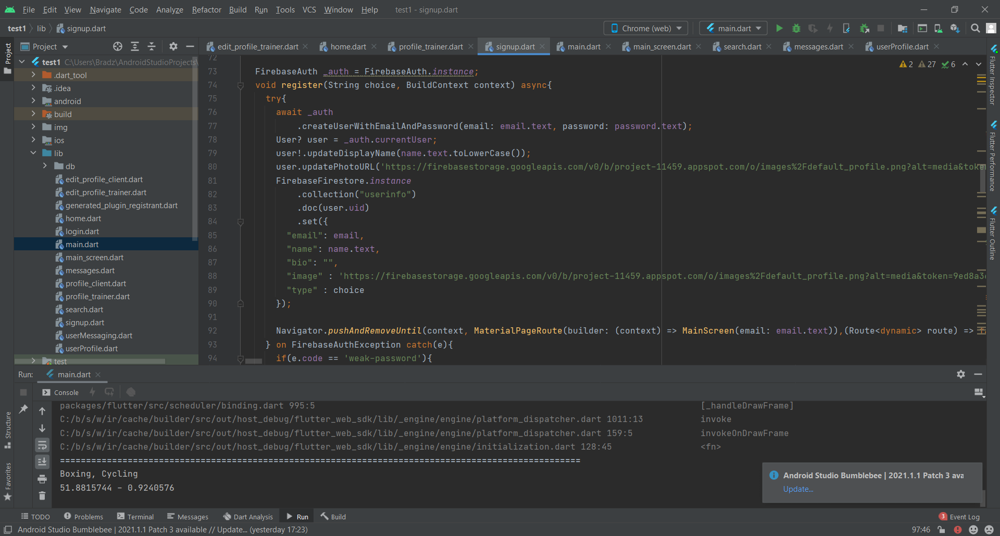 File Edit View Navigate Code Analyze Refactor Build Run Tools VCS Window Help test1 - signup.dart
test1 lib signup.dart Chrome (web) main.dart
Project
Project edit_profile_trainer.dart home.dart profile_trainer.dart signup.dart main.dart main_screen.dart search.dart messages.dart userProfile.dart
test1 C:\Users\Bradz\AndroidStudioProjects\
.dart_tool
.idea
android
build
img
ios
lib
db
edit_profile_client.dart
edit_profile_trainer.dart
generated_plugin_registrant.dart
home.dart
login.dart
main.dart
main_screen.dart
messages.dart
profile_client.dart
profile_trainer.dart
search.dart
signup.dart
userMessaging.dart
userProfile.dart
test
2 27 6
72
73 FirebaseAuth _auth = FirebaseAuth.instance;
74 void register(String choice, BuildContext context) async{
75 try{
76 await _auth
77 .createUserWithEmailAndPassword(email: email.text, password: password.text);
78 User? user = _auth.currentUser;
79 user!.updateDisplayName(name.text.toLowerCase());
80 user.updatePhotoURL('https://firebasestorage.googleapis.com/v0/b/project-11459.appspot.com/o/images%2Fdefault_profile.png?alt=media&token
81 FirebaseFirestore.instance
82 .collection("userinfo")
83 .doc(user.uid)
84 .set({
85 "email": email,
86 "name": name.text,
87 "bio": "",
88 "image" : 'https://firebasestorage.googleapis.com/v0/b/project-11459.appspot.com/o/images%2Fdefault_profile.png?alt=media&token=9ed8a3
89 "type" : choice
90 });
91
92 Navigator.pushAndRemoveUntil(context, MaterialPageRoute(builder: (context) => MainScreen(email: email.text)),(Route<dynamic> route) => f
93 } on FirebaseAuthException catch(e){
94 if(e.code == 'weak-password'){
Flutter Inspector
Flutter Performance
Flutter Outline
Run: main.dart
Console
packages/flutter/src/scheduler/binding.dart 995:5 [_handleDrawFrame]
C:/b/s/w/ir/cache/builder/src/out/host_debug/flutter_web_sdk/lib/_engine/engine/platform_dispatcher.dart 1011:13 invoke
C:/b/s/w/ir/cache/builder/src/out/host_debug/flutter_web_sdk/lib/_engine/engine/platform_dispatcher.dart 159:5 invokeOnDrawFrame
C:/b/s/w/ir/cache/builder/src/out/host_debug/flutter_web_sdk/lib/_engine/engine/initialization.dart 128:45 <fn>
====================================================================================================
Boxing, Cycling
51.8815744 - 0.9240576
Structure
Favorites
Android Studio Bumblebee | 2021.1.1 Patch 3 ava
Update...
TODO Problems Terminal Messages Dart Analysis Run Build 3 Event Log
Android Studio Bumblebee | 2021.1.1 Patch 3 available // Update... (yesterday 17:23) 97:46